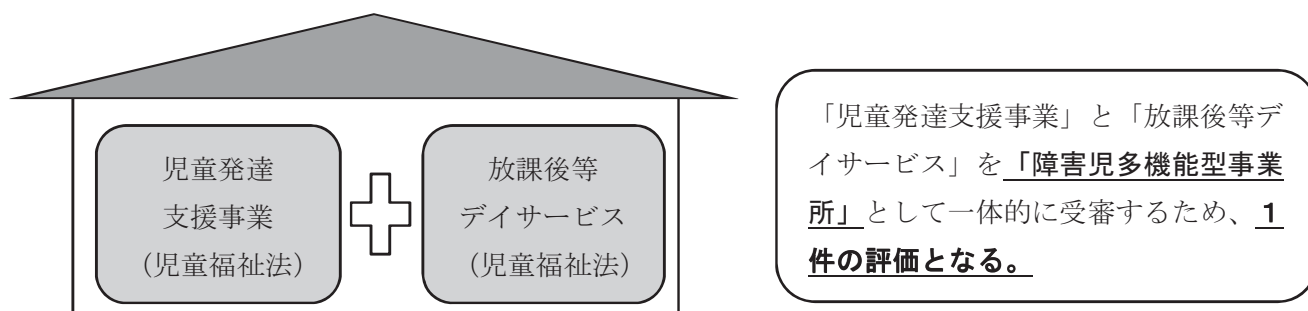 児童発達
支援事業
（児童福祉法）
放課後等
デイサービス
（児童福祉法）
「児童発達支援事業」と「放課後等デ
イサービス」を「障害児多機能型事業
所」として一体的に受審するため、１
件の評価となる。